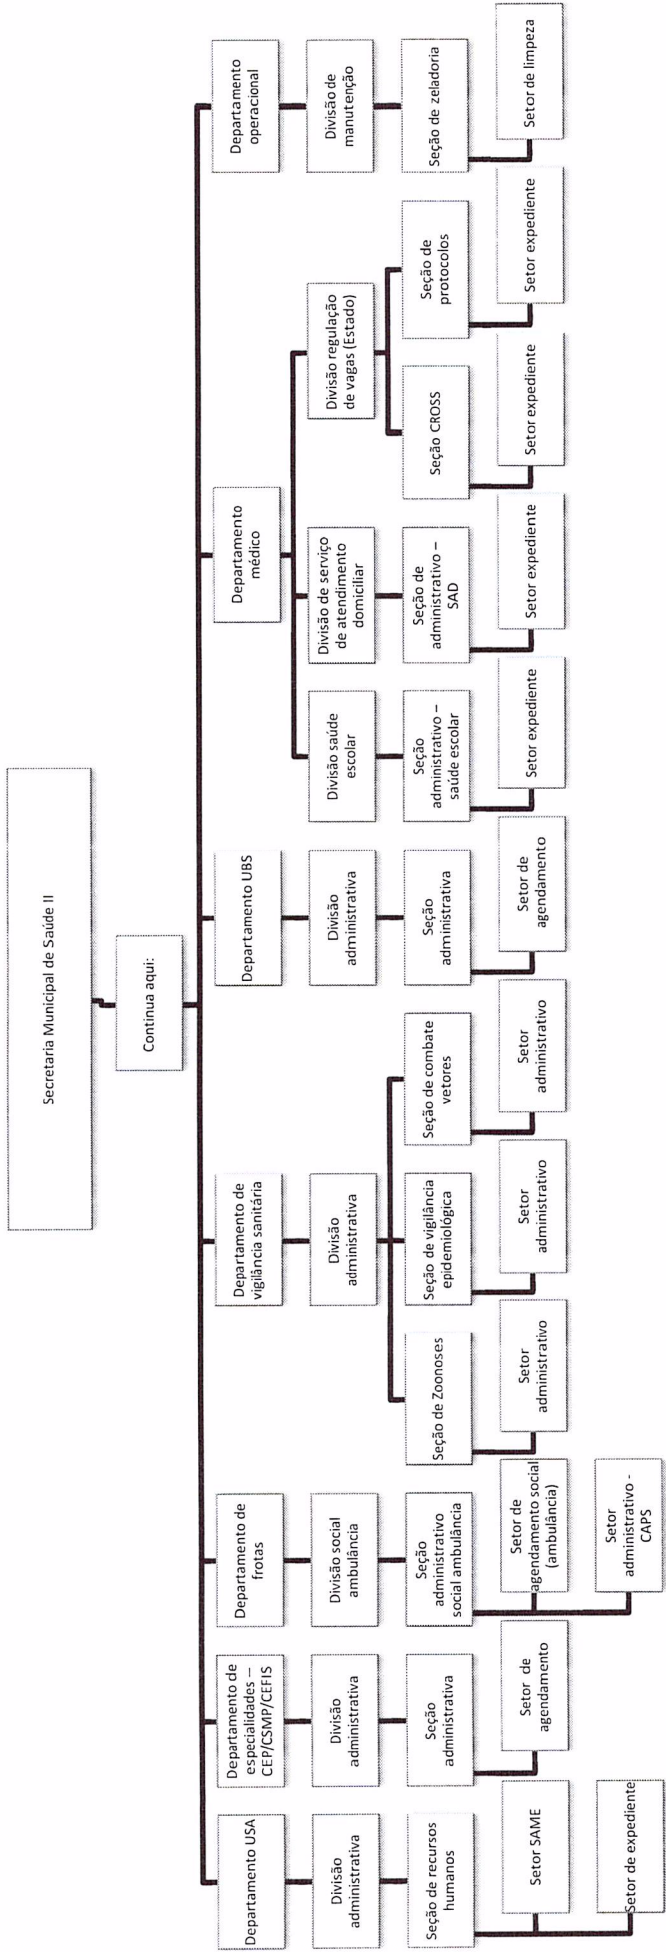 Secretaria Municipal de Saúde II
Continua aqui:
Departamento USA
Departamento de
especialidades –
CEP/CSMP/CEFIS
Departamento de
frotas
Departamento de
vigilância sanitária
Departamento UBS
Departamento
médico
Departamento
operacional
Divisão
administrativa
Divisão
administrativa
Divisão social
ambulância
Divisão
administrativa
Divisão
administrativa
Divisão saúde
escolar
Divisão de serviço
de atendimento
domiciliar
Divisão regulação
de vagas (Estado)
Divisão de
manutenção
Seção de recursos
humanos
Seção
administrativa
Seção
administrativo
social ambulância
Seção de Zoonoses
Seção de vigilância
epidemiológica
Seção de combate
vetores
Seção
administrativa
Seção
administrativo –
saúde escolar
Seção de
administrativo –
SAD
Seção CROSS
Seção de
protocolos
Seção de zeladoria
Setor SAME
Setor de
agendamento
Setor de
agendamento social
(ambulância)
Setor
administrativo
Setor
administrativo
Setor
administrativo
Setor de
agendamento
Setor expediente
Setor expediente
Setor expediente
Setor expediente
Setor de limpeza
Setor de expediente
Setor
administrativo -
CAPS